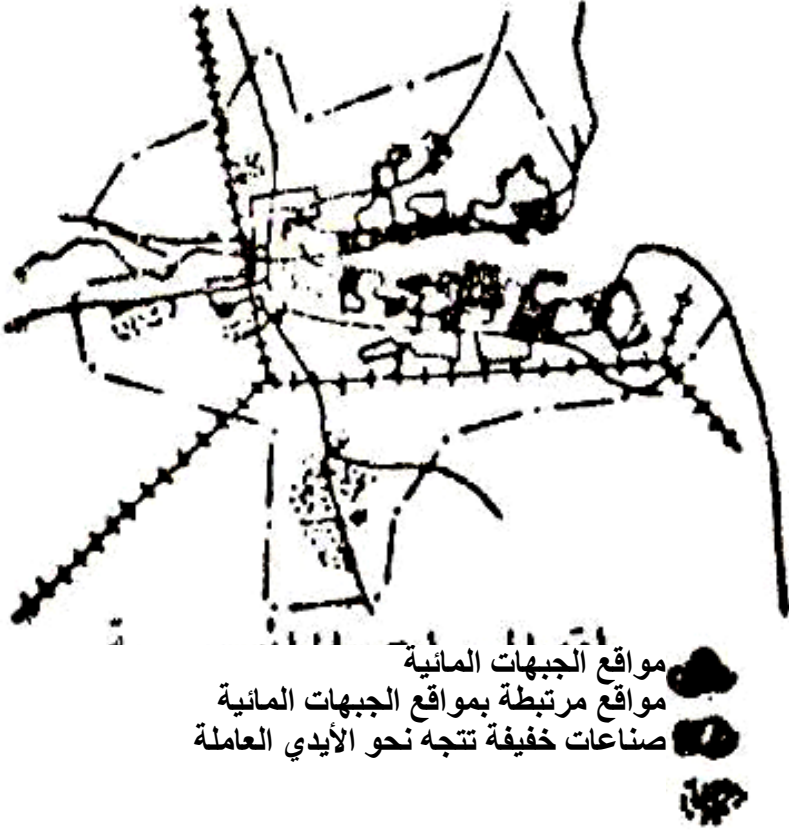 مواقع الجبهات المائية
مواقع مرتبطة بمواقع الجبهات المائية
صناعات خفيفة تتجه نحو الأيدي العاملة